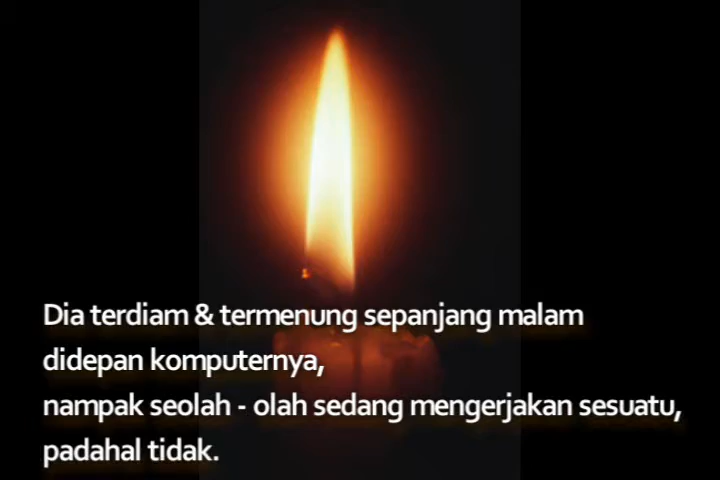 Dia terdiam & termenung sepanjang malam
didepan komputernya,
nampak seolah - olah sedang mengerjakan sesuatu,
padahal tidak.